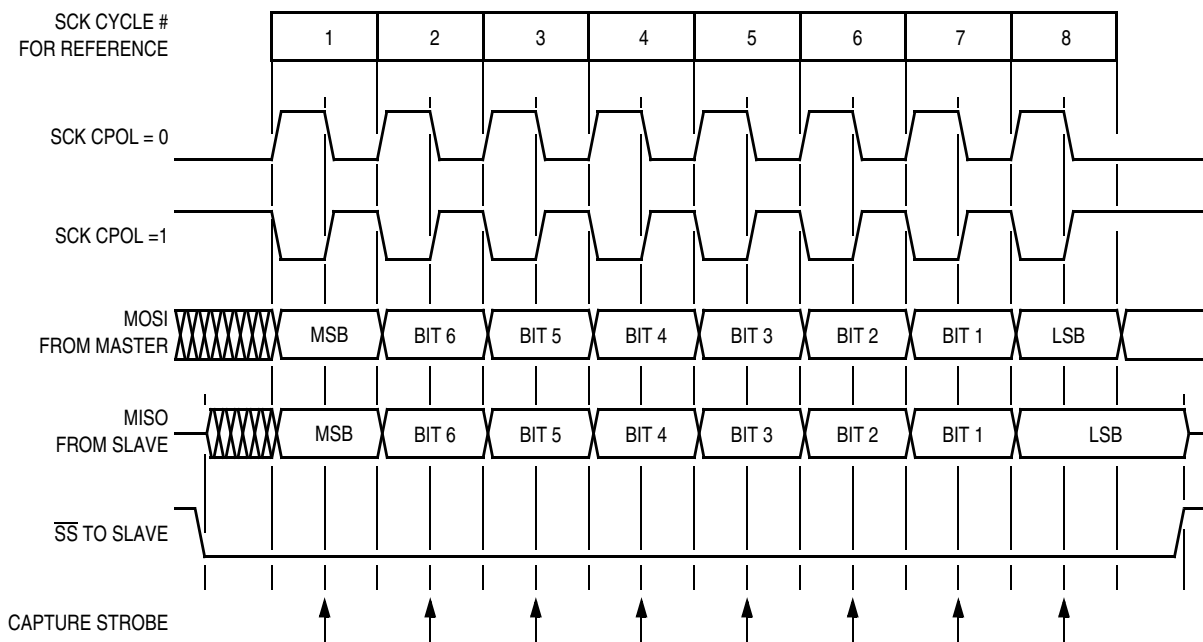 SCK CYCLE #
FOR REFERENCE
1 2 3 4 5 6 7 8
SCK CPOL = 0
SCK CPOL =1
MOSI
FROM MASTER
MSB BIT 6 BIT 5 BIT 4 BIT 3 BIT 2 BIT 1 LSB
MISO
FROM SLAVE
MSB BIT 6 BIT 5 BIT 4 BIT 3 BIT 2 BIT 1 LSB
S̅S̅ TO SLAVE
CAPTURE STROBE